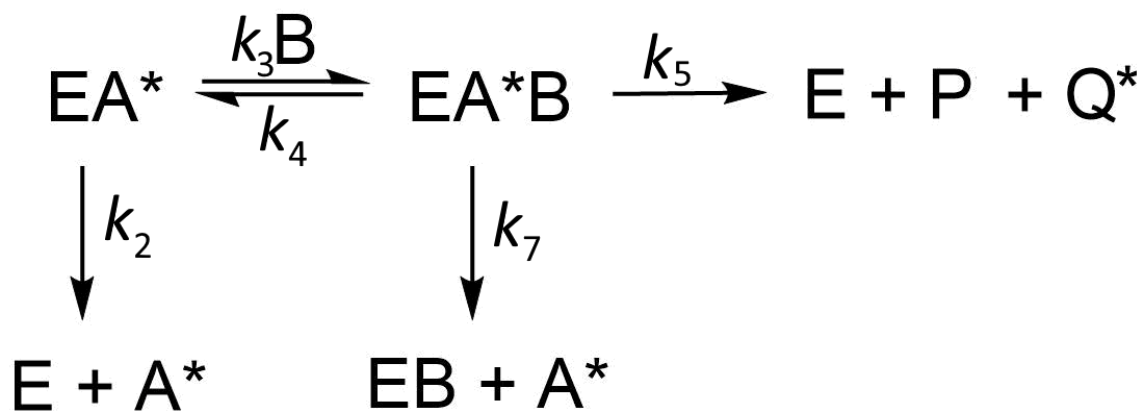 k₃B
EA* EA*B k₅ E + P + Q*
k₄
k₂ k₇
E + A* EB + A*